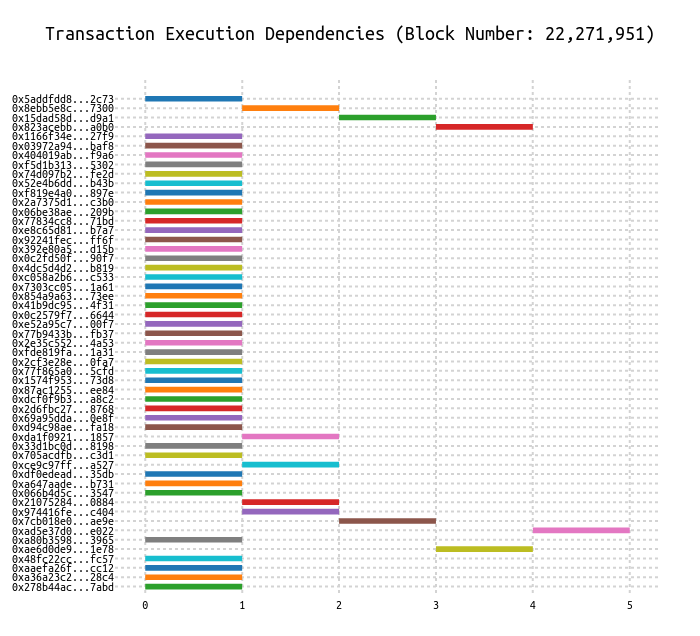 Transaction Execution Dependencies (Block Number: 22,271,951)
0x5addfdd8...2c73
0x8ebb5e8c...7300
0x15dad58d...d9a1
0x823acebb...a0b0
0x1166f34e...27f9
0x03972a94...baf8
0x404019ab...f9a6
0xf5d1b313...5302
0x74d097b2...fe2d
0x52e4b6dd...b43b
0xf819e4a0...897e
0x2a7375d1...c3b0
0x06be38ae...209b
0x77834cc8...71bd
0xe8c65d81...b7a7
0x92241fec...ff6f
0x392e80a5...d15b
0x0c2fd50f...90f7
0x4dc5d4d2...b819
0xc058a2b6...c533
0x7303cc05...1a61
0x854a9a63...73ee
0x41b9dc95...4f31
0x0c2579f7...6644
0xe52a95c7...00f7
0x77b9433b...fb37
0x2e35c552...4a53
0xfde819fa...1a31
0x2cf3e28e...0fa7
0x77f865a0...5cfd
0x1574f953...73d8
0x87ac1255...ee84
0xdcf0f9b3...a8c2
0x2d6fbc27...8768
0x69a95dda...0e8f
0xd94c98ae...fa18
0xda1f0921...1857
0x33d1bc0d...8198
0x705acdfb...c3d1
0xce9c97ff...a527
0xdf0edead...35db
0xa647aade...b731
0x066b4d5c...3547
0x21075284...0884
0x974416fe...c404
0x7cb018e0...ae9e
0xad5e37d0...e022
0xa80b3598...3965
0xae6d0de9...1e78
0x48fc22cc...fc57
0xaaefa26f...cc12
0xa36a23c2...28c4
0x278b44ac...7abd
0 1 2 3 4 5